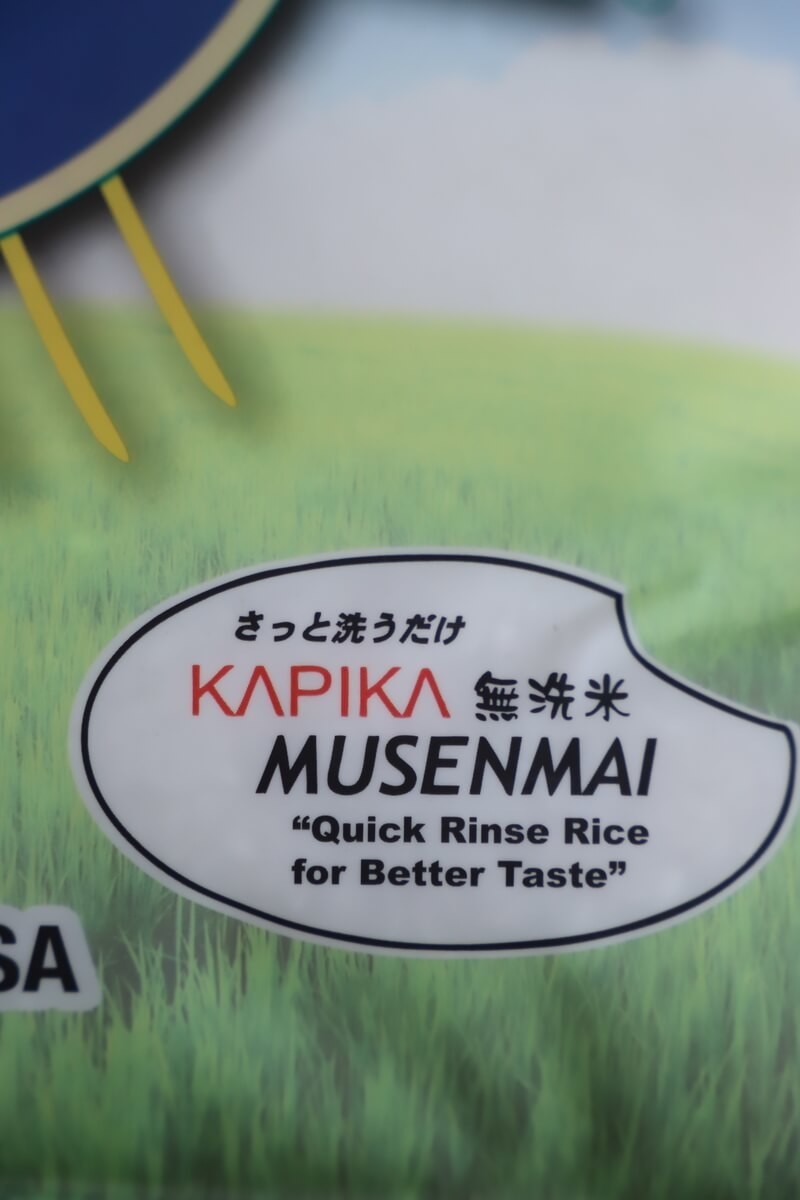 さっと洗うだけ
KAPIKA 無洗米
MUSENMAI
“Quick Rinse Rice
for Better Taste”
SA